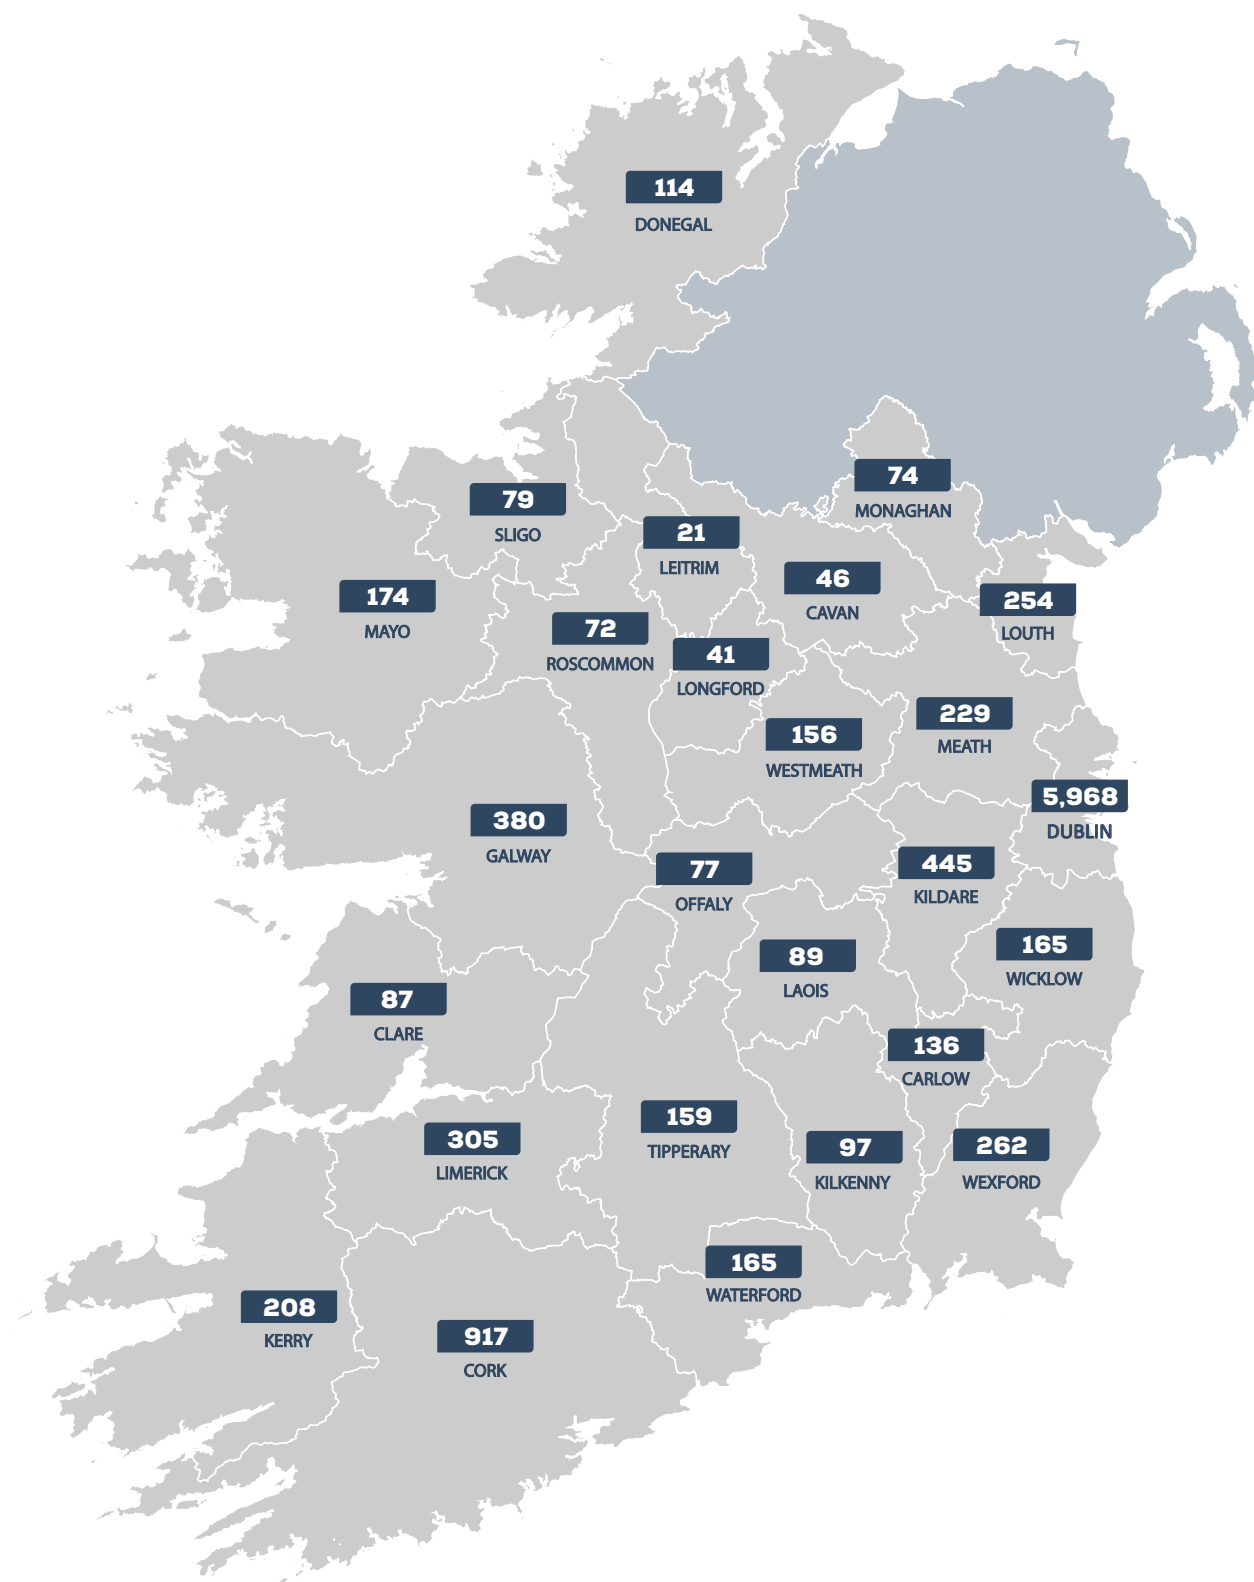 114
DONEGAL
74
MONAGHAN
79
SLIGO
21
LEITRIM
46
CAVAN
174
MAYO
254
LOUTH
72
ROSCOMMON
41
LONGFORD
229
MEATH
156
WESTMEATH
5,968
DUBLIN
380
GALWAY
77
OFFALY
445
KILDARE
165
WICKLOW
89
LAOIS
87
CLARE
136
CARLOW
159
TIPPERARY
305
LIMERICK
97
KILKENNY
262
WEXFORD
165
WATERFORD
208
KERRY
917
CORK